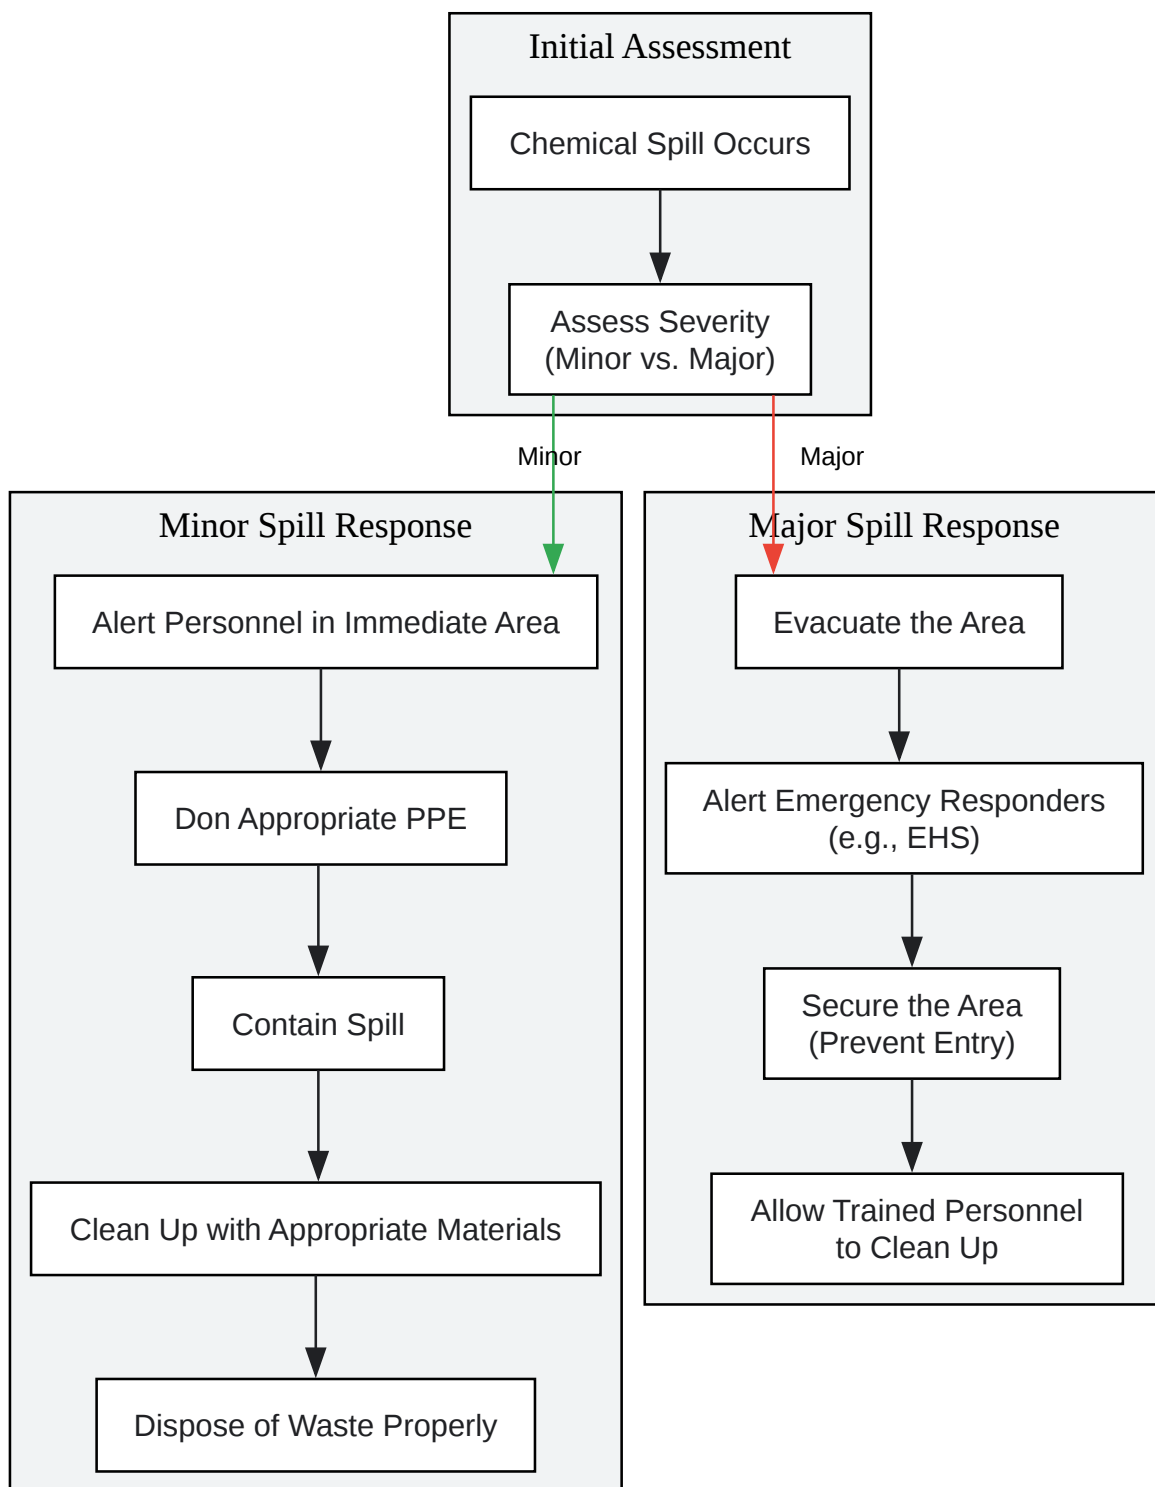 Initial Assessment
Chemical Spill Occurs
Assess Severity
(Minor vs. Major)
Minor
Major
Minor Spill Response
Alert Personnel in Immediate Area
Don Appropriate PPE
Contain Spill
Clean Up with Appropriate Materials
Dispose of Waste Properly
Major Spill Response
Evacuate the Area
Alert Emergency Responders
(e.g., EHS)
Secure the Area
(Prevent Entry)
Allow Trained Personnel
to Clean Up